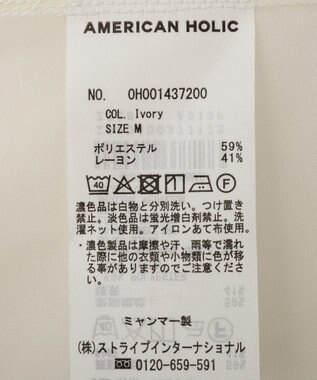 AMERICAN HOLIC
NO. 0H001437200
COL. Ivory
SIZE M
ポリエステル 59%
レーヨン 41%
40 F
濃色品は白物と分別洗い。つけ置き
禁止。淡色品は蛍光増白剤禁止。洗
濯ネット使用。アイロンあて布使用。
・濃色製品は摩擦や汗、雨等で濡れ
た際に他の衣類や小物類に色が移
る事がありますのでご注意くださ
い。
ミャンマー製
(株)ストライプインターナショナル
0120-659-591